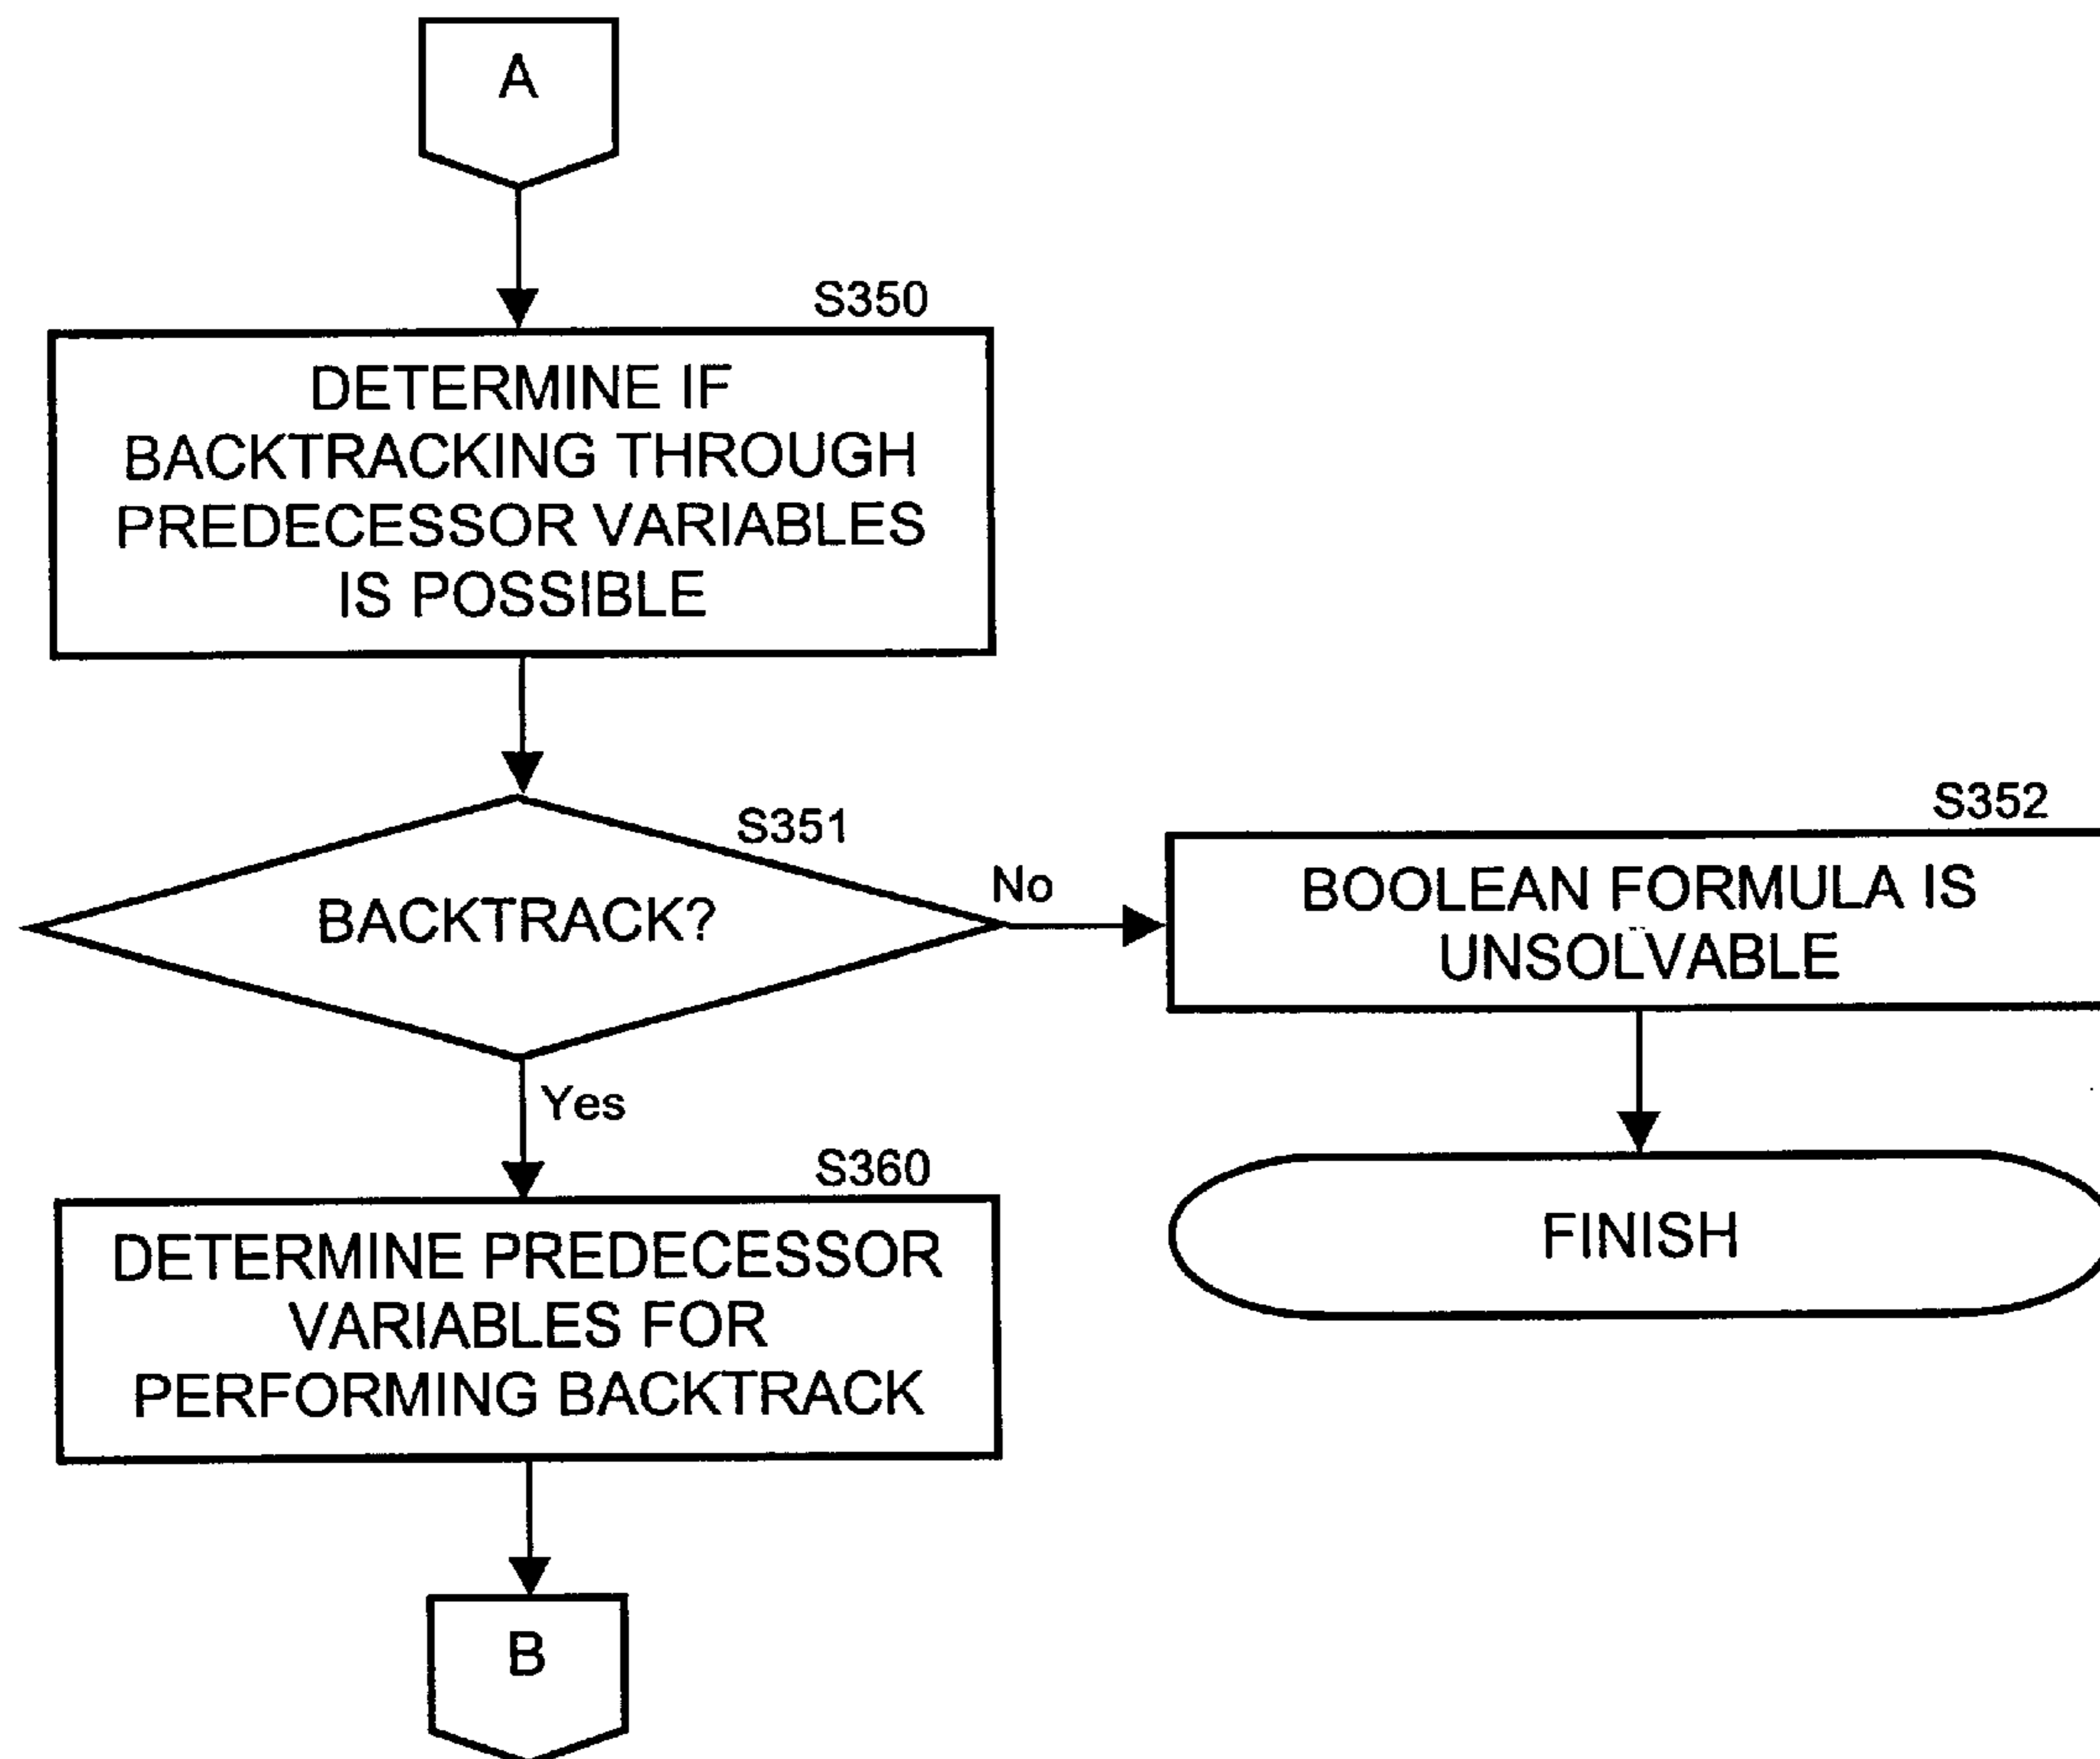 A
S350
DETERMINE IF
BACKTRACKING THROUGH
PREDECESSOR VARIABLES
IS POSSIBLE
S351
BACKTRACK?
No
S352
BOOLEAN FORMULA IS
UNSOLVABLE
Yes
FINISH
S360
DETERMINE PREDECESSOR
VARIABLES FOR
PERFORMING BACKTRACK
B